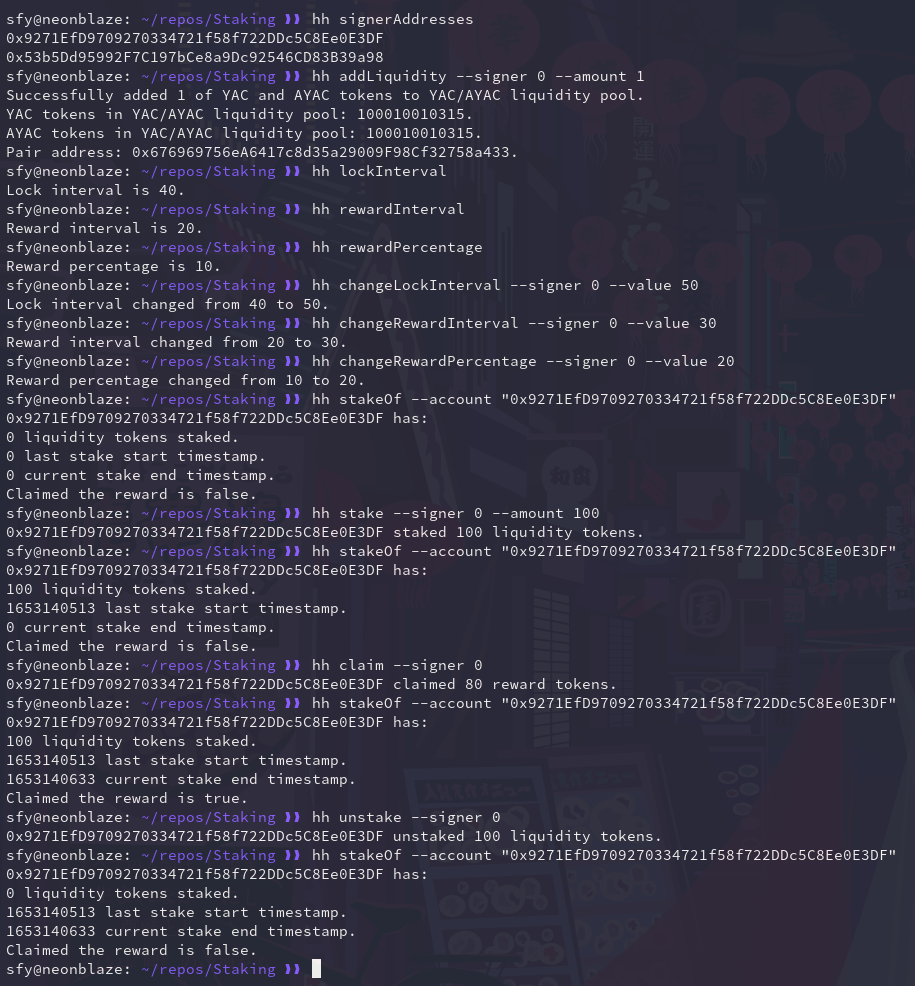 sfy@neonblaze: ~/repos/Staking ⟫ hh signerAddresses
0x9271EfD9709270334721f58f722DDc5C8Ee0E3DF
0x53b5Dd95992F7C197bCe8a9Dc92546CD83B39a98
sfy@neonblaze: ~/repos/Staking ⟫ hh addLiquidity --signer 0 --amount 1
Successfully added 1 of YAC and AYAC tokens to YAC/AYAC liquidity pool.
YAC tokens in YAC/AYAC liquidity pool: 100010010315.
AYAC tokens in YAC/AYAC liquidity pool: 100010010315.
Pair address: 0x676969756eA6417c8d35a29009F98Cf32758a433.
sfy@neonblaze: ~/repos/Staking ⟫ hh lockInterval
Lock interval is 40.
sfy@neonblaze: ~/repos/Staking ⟫ hh rewardInterval
Reward interval is 20.
sfy@neonblaze: ~/repos/Staking ⟫ hh rewardPercentage
Reward percentage is 10.
sfy@neonblaze: ~/repos/Staking ⟫ hh changeLockInterval --signer 0 --value 50
Lock interval changed from 40 to 50.
sfy@neonblaze: ~/repos/Staking ⟫ hh changeRewardInterval --signer 0 --value 30
Reward interval changed from 20 to 30.
sfy@neonblaze: ~/repos/Staking ⟫ hh changeRewardPercentage --signer 0 --value 20
Reward percentage changed from 10 to 20.
sfy@neonblaze: ~/repos/Staking ⟫ hh stakeOf --account "0x9271EfD9709270334721f58f722DDc5C8Ee0E3DF"
0x9271EfD9709270334721f58f722DDc5C8Ee0E3DF has:
0 liquidity tokens staked.
0 last stake start timestamp.
0 current stake end timestamp.
Claimed the reward is false.
sfy@neonblaze: ~/repos/Staking ⟫ hh stake --signer 0 --amount 100
0x9271EfD9709270334721f58f722DDc5C8Ee0E3DF staked 100 liquidity tokens.
sfy@neonblaze: ~/repos/Staking ⟫ hh stakeOf --account "0x9271EfD9709270334721f58f722DDc5C8Ee0E3DF"
0x9271EfD9709270334721f58f722DDc5C8Ee0E3DF has:
100 liquidity tokens staked.
1653140513 last stake start timestamp.
0 current stake end timestamp.
Claimed the reward is false.
sfy@neonblaze: ~/repos/Staking ⟫ hh claim --signer 0
0x9271EfD9709270334721f58f722DDc5C8Ee0E3DF claimed 80 reward tokens.
sfy@neonblaze: ~/repos/Staking ⟫ hh stakeOf --account "0x9271EfD9709270334721f58f722DDc5C8Ee0E3DF"
0x9271EfD9709270334721f58f722DDc5C8Ee0E3DF has:
100 liquidity tokens staked.
1653140513 last stake start timestamp.
1653140633 current stake end timestamp.
Claimed the reward is true.
sfy@neonblaze: ~/repos/Staking ⟫ hh unstake --signer 0
0x9271EfD9709270334721f58f722DDc5C8Ee0E3DF unstaked 100 liquidity tokens.
sfy@neonblaze: ~/repos/Staking ⟫ hh stakeOf --account "0x9271EfD9709270334721f58f722DDc5C8Ee0E3DF"
0x9271EfD9709270334721f58f722DDc5C8Ee0E3DF has:
0 liquidity tokens staked.
1653140513 last stake start timestamp.
1653140633 current stake end timestamp.
Claimed the reward is false.
sfy@neonblaze: ~/repos/Staking ⟫